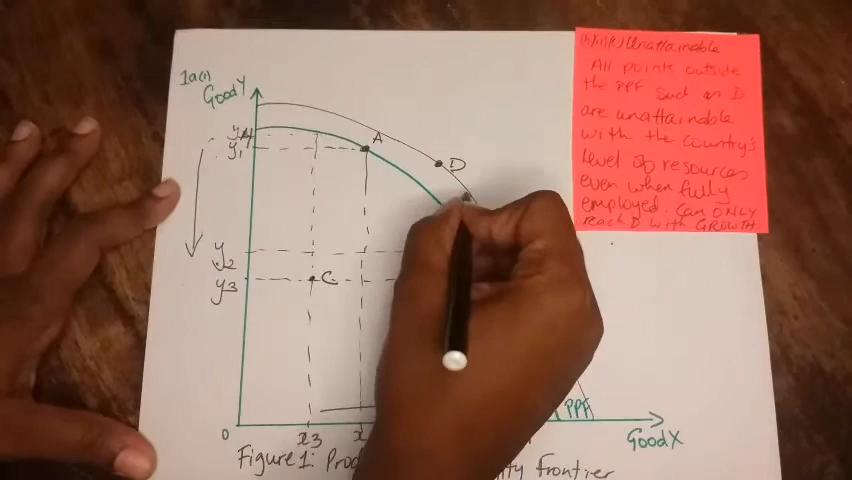 1a(i)
Good Y
y4
y1
A
D
y2
y3
C
0
x3
x
PPF
Good X
Figure 1: Prod ity Frontier
Unattainable
All points outside
the PPF such as D
are unattainable
with the country's
level of resources
even when fully
employed. Can ONLY
reach D with GROWTH.